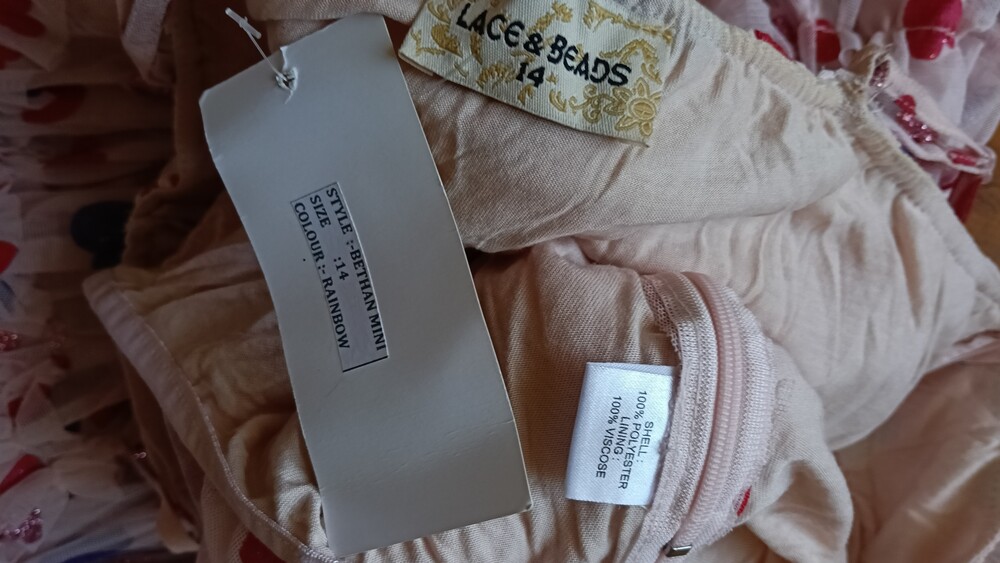 LACE & BEADS
14
STYLE :-BETHAN MINI
SIZE :14
COLOUR :- RAINBOW
SHELL :
100% POLYESTER
LINING :
100% VISCOSE